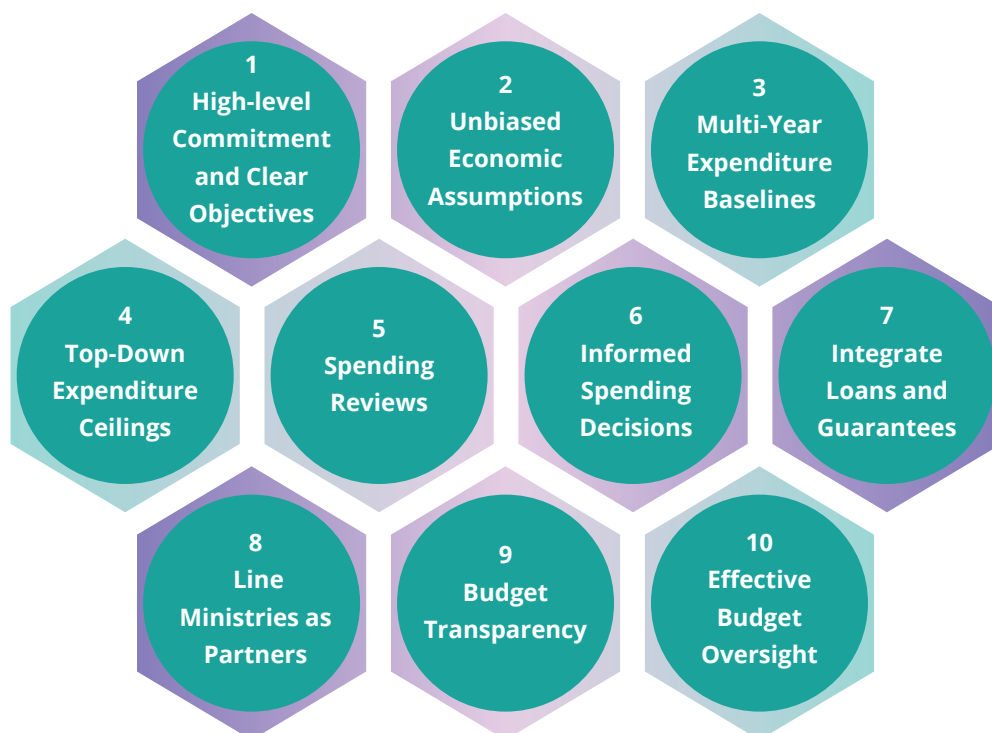 1
High-level
Commitment
and Clear
Objectives
2
Unbiased
Economic
Assumptions
3
Multi-Year
Expenditure
Baselines
4
Top-Down
Expenditure
Ceilings
5
Spending
Reviews
6
Informed
Spending
Decisions
7
Integrate
Loans and
Guarantees
8
Line
Ministries as
Partners
9
Budget
Transparency
10
Effective
Budget
Oversight